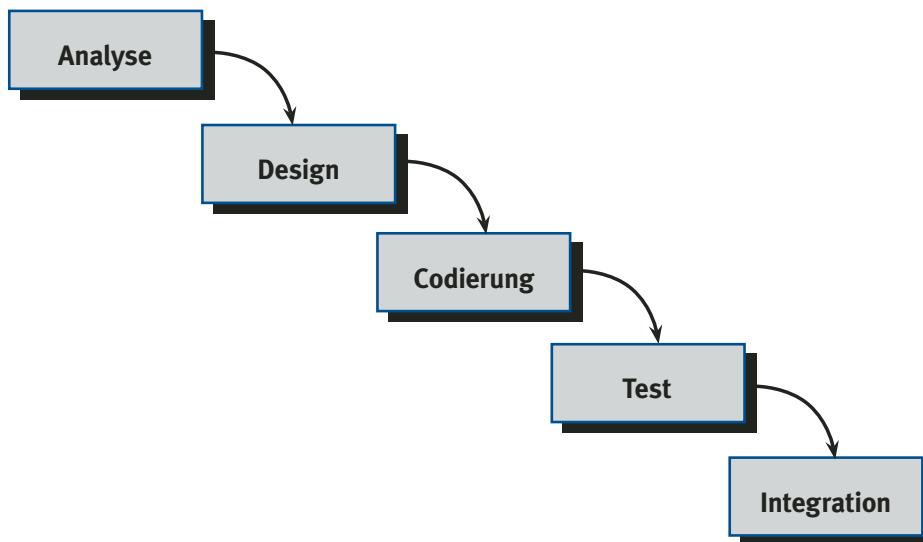 Analyse
Design
Codierung
Test
Integration